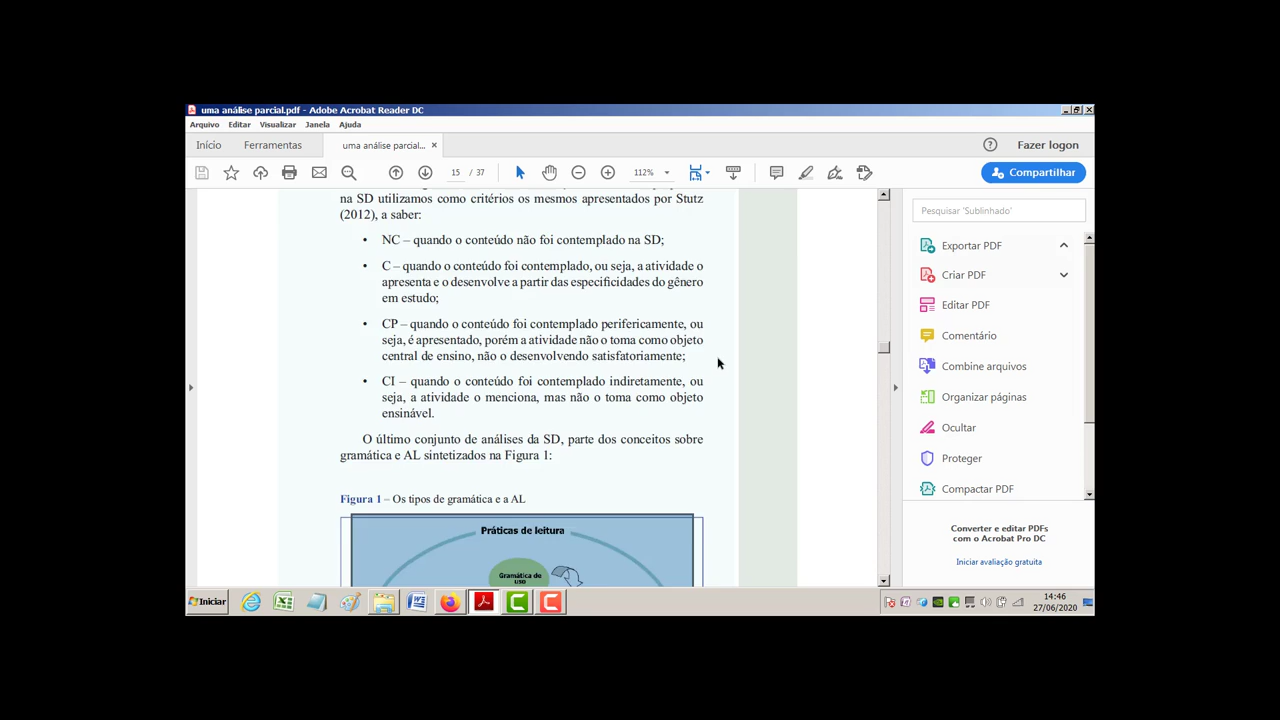 uma análise parcial.pdf - Adobe Acrobat Reader DC
Arquivo Editar Visualizar Janela Ajuda
Início Ferramentas uma análise parcial... × Fazer logon
15 / 37 112% Compartilhar
na SD utilizamos como critérios os mesmos apresentados por Stutz
(2012), a saber:
• NC – quando o conteúdo não foi contemplado na SD;
• C – quando o conteúdo foi contemplado, ou seja, a atividade o
apresenta e o desenvolve a partir das especificidades do gênero
em estudo;
• CP – quando o conteúdo foi contemplado perifericamente, ou
seja, é apresentado, porém a atividade não o toma como objeto
central de ensino, não o desenvolvendo satisfatoriamente;
• CI – quando o conteúdo foi contemplado indiretamente, ou
seja, a atividade o menciona, mas não o toma como objeto
ensinável.
O último conjunto de análises da SD, parte dos conceitos sobre
gramática e AL sintetizados na Figura 1:
Figura 1 – Os tipos de gramática e a AL
Práticas de leitura
Gramática de
uso
Pesquisar 'Sublinhado'
Exportar PDF
Criar PDF
Editar PDF
Comentário
Combine arquivos
Organizar páginas
Ocultar
Proteger
Compactar PDF
Converter e editar PDFs
com o Acrobat Pro DC
Iniciar avaliação gratuita
Iniciar
14:46
27/06/2020